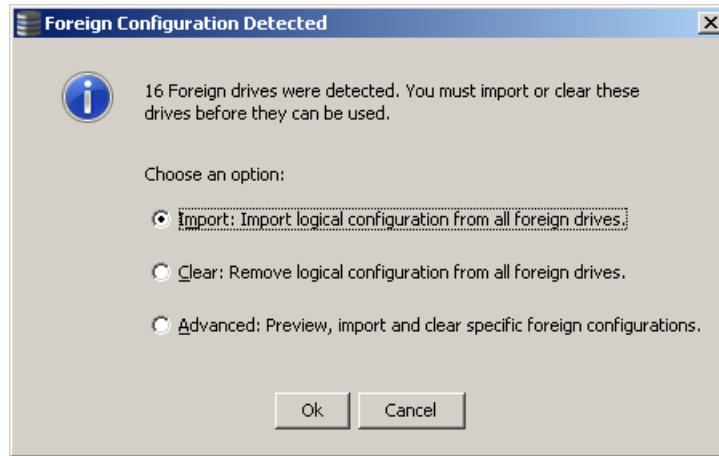 Foreign Configuration Detected
16 Foreign drives were detected. You must import or clear these
drives before they can be used.
Choose an option:
Import: Import logical configuration from all foreign drives.
Clear: Remove logical configuration from all foreign drives.
Advanced: Preview, import and clear specific foreign configurations.
Ok Cancel